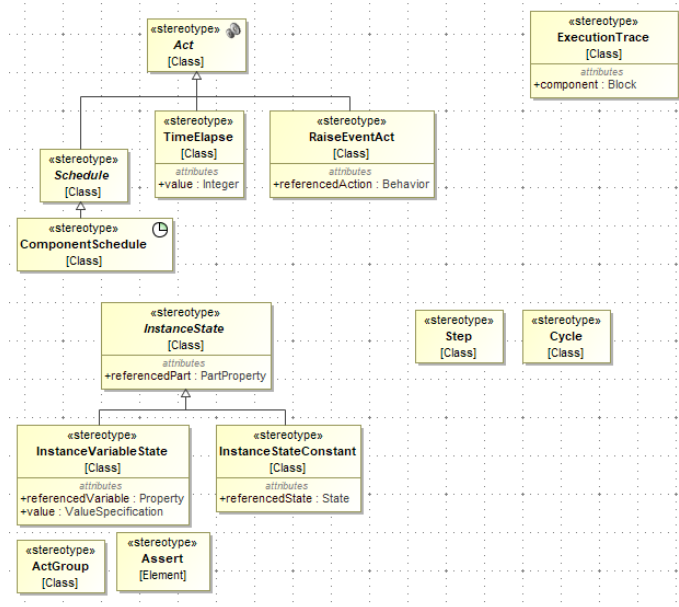 «stereotype»
Act
[Class]
«stereotype»
ExecutionTrace
[Class]
attributes
+component : Block
«stereotype»
TimeElapse
[Class]
attributes
+value : Integer
«stereotype»
RaiseEventAct
[Class]
attributes
+referencedAction : Behavior
«stereotype»
Schedule
[Class]
«stereotype»
ComponentSchedule
[Class]
«stereotype»
InstanceState
[Class]
attributes
+referencedPart : PartProperty
«stereotype»
Step
[Class]
«stereotype»
Cycle
[Class]
«stereotype»
InstanceVariableState
[Class]
attributes
+referencedVariable : Property
+value : ValueSpecification
«stereotype»
InstanceStateConstant
[Class]
attributes
+referencedState : State
«stereotype»
ActGroup
[Class]
«stereotype»
Assert
[Element]